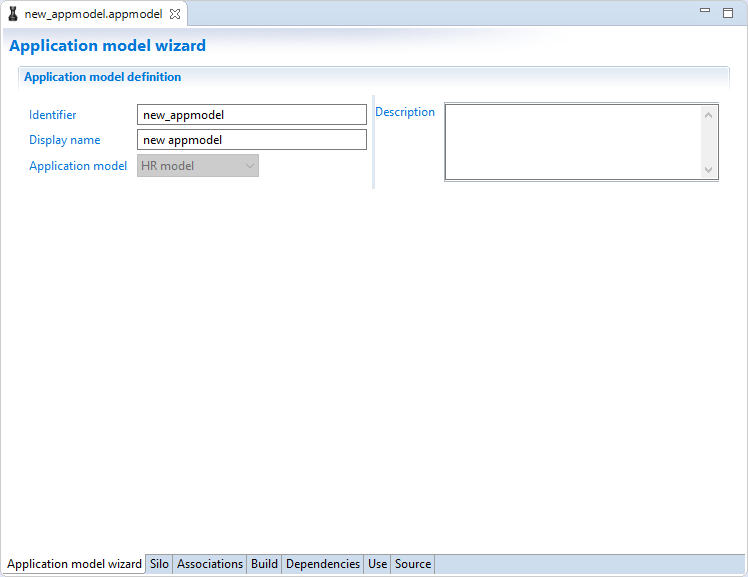 new_appmodel.appmodel
Application model wizard
Application model definition
Identifier new_appmodel
Display name new appmodel
Application model HR model
Description
Application model wizard Silo Associations Build Dependencies Use Source